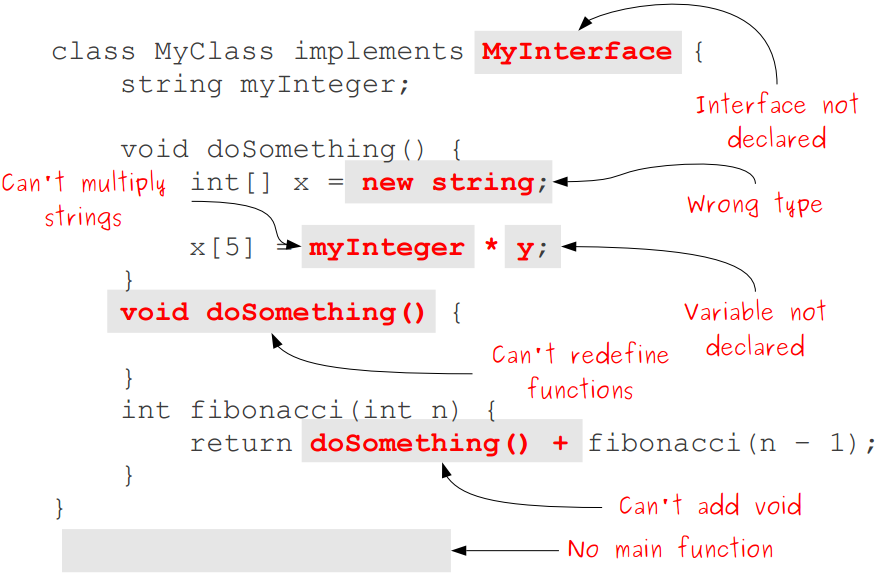 class MyClass implements MyInterface {
string myInteger;
Interface not
declared
void doSomething() {
Can't multiply
strings
int[] x = new string;
Wrong type
x[5] = myInteger * y;
}
Variable not
declared
void doSomething() {
Can't redefine
functions
}
int fibonacci(int n) {
return doSomething() + fibonacci(n – 1);
}
Can't add void
}
No main function